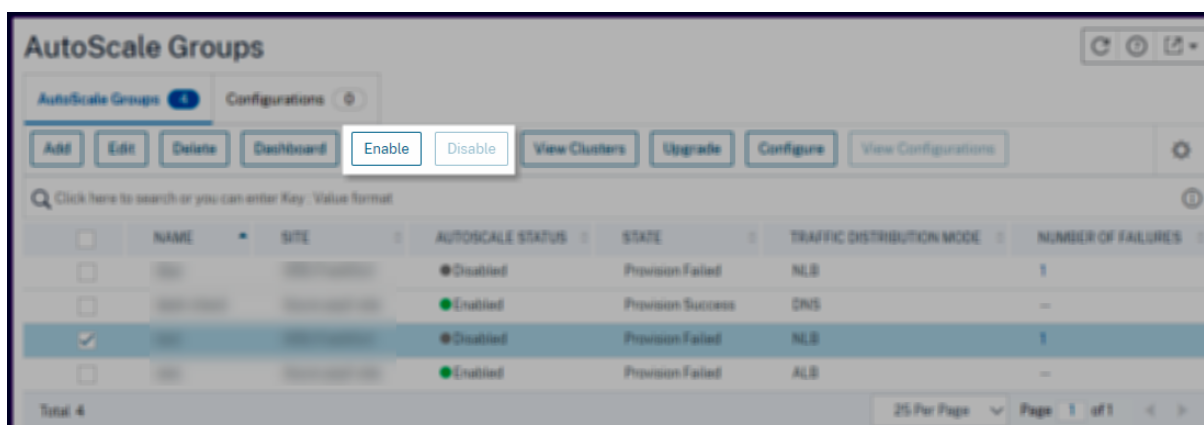 AutoScale Groups
AutoScale Groups 4 Configurations 0
Add Edit Delete Dashboard Enable Disable View Clusters Upgrade Configure View Configurations
Click here to search or you can enter Key : Value format
NAME SITE AUTOSCALE STATUS STATE TRAFFIC DISTRIBUTION MODE NUMBER OF FAILURES
Disabled Provision Failed NLB 1
Enabled Provision Success DNS --
Disabled Provision Failed NLB 1
Enabled Provision Failed ALB --
Total 4 25 Per Page Page 1 of 1